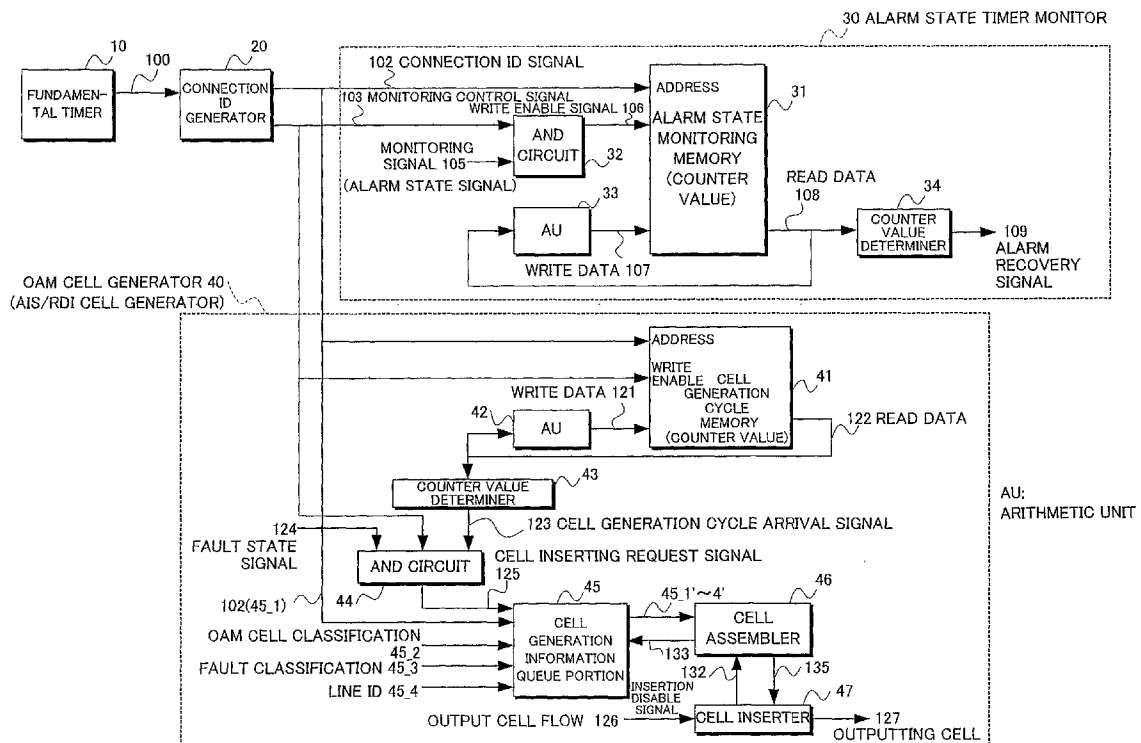 30 ALARM STATE TIMER MONITOR
10
100
20
FUNDAMEN-
TAL TIMER
CONNECTION
ID
GENERATOR
102 CONNECTION ID SIGNAL
103 MONITORING CONTROL SIGNAL
WRITE ENABLE SIGNAL 106
MONITORING
SIGNAL 105
(ALARM STATE SIGNAL)
AND
CIRCUIT
32
ADDRESS
ALARM STATE
MONITORING
MEMORY
(COUNTER
VALUE)
31
33
AU
WRITE DATA 107
READ DATA
108
34
COUNTER
VALUE
DETERMINER
109
ALARM
RECOVERY
SIGNAL
OAM CELL GENERATOR 40
(AIS/RDI CELL GENERATOR)
ADDRESS
WRITE
ENABLE
CELL
GENERATION
CYCLE
MEMORY
(COUNTER VALUE)
41
WRITE DATA 121
42
AU
122 READ DATA
COUNTER VALUE
DETERMINER
43
AU:
ARITHMETIC UNIT
124
FAULT STATE
SIGNAL
123 CELL GENERATION CYCLE ARRIVAL SIGNAL
AND CIRCUIT
44
CELL INSERTING REQUEST SIGNAL
125
102(45_1)
OAM CELL CLASSIFICATION
45_2
FAULT CLASSIFICATION 45_3
LINE ID 45_4
45
CELL
GENERATION
INFORMATION
QUEUE PORTION
45_1'~4'
133
46
CELL
ASSEMBLER
132
135
INSERTION
DISABLE
SIGNAL
47
OUTPUT CELL FLOW 126
CELL INSERTER
127
OUTPUTTING CELL